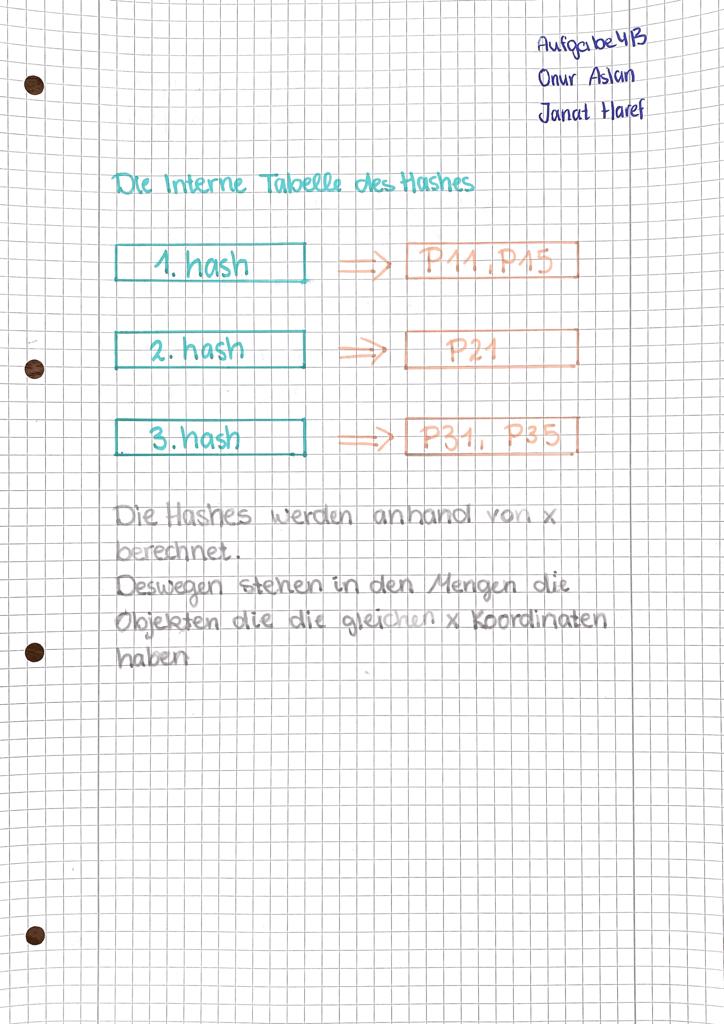 Aufgabe 4B
Onur Aslan
Janat Haref
Die Interne Tabelle des Hashes
1. hash ⇒ P11, P15
2. hash ⇒ P21
3. hash ⇒ P31, P35
Die Hashes werden anhand von x
berechnet.
Deswegen stehen in den Mengen die
Objekten die die gleichen x Koordinaten
haben